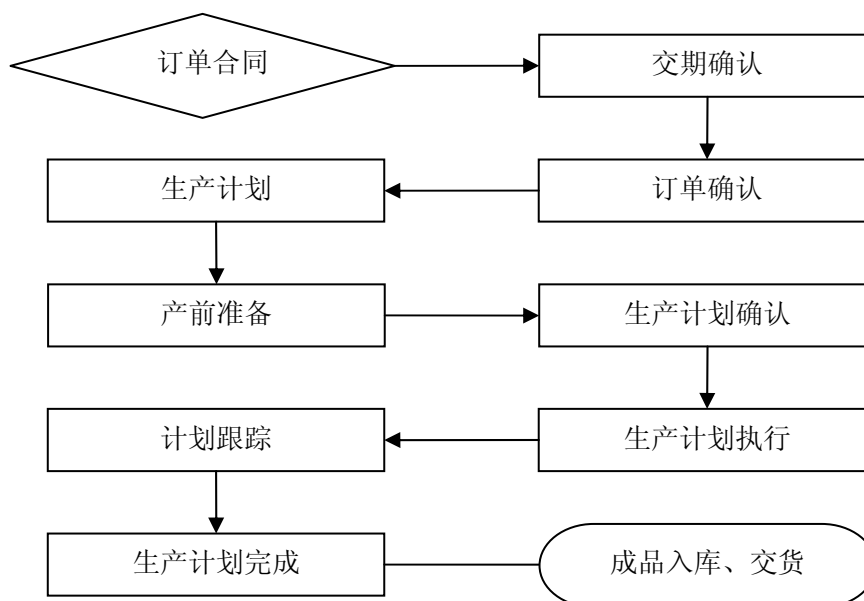 订单合同
交期确认
生产计划
订单确认
产前准备
生产计划确认
计划跟踪
生产计划执行
生产计划完成
成品入库、交货